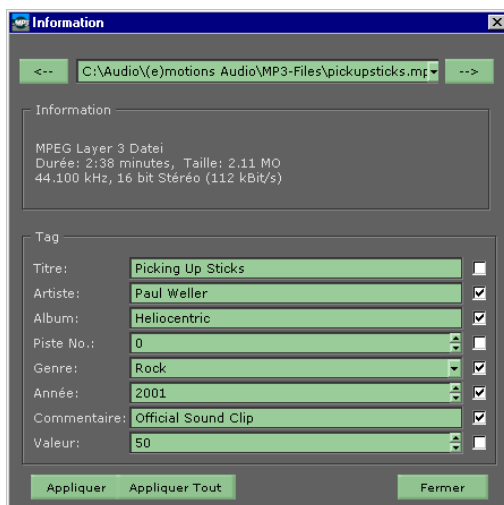 MP3 Information
<-- C:\Audio\(e)motions Audio\MP3-Files\pickupsticks.mp -->
Information
MPEG Layer 3 Datei
Durée: 2:38 minutes, Taille: 2.11 MO
44.100 kHz, 16 bit Stéréo (112 kBit/s)
Tag
Titre: Picking Up Sticks
Artiste: Paul Weller
Album: Heliocentric
Piste No.: 0
Genre: Rock
Année: 2001
Commentaire: Official Sound Clip
Valeur: 50
Appliquer Appliquer Tout Fermer